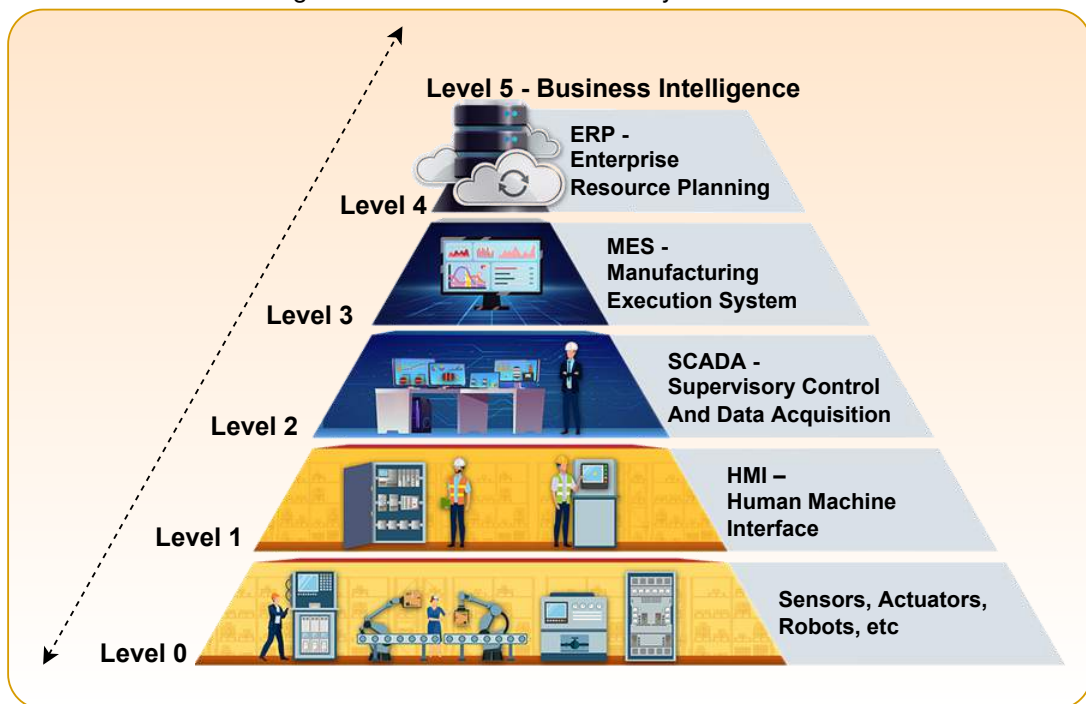 Level 5 - Business Intelligence
ERP -
Enterprise
Resource Planning
Level 4
MES -
Manufacturing
Execution System
Level 3
SCADA -
Supervisory Control
And Data Acquisition
Level 2
HMI –
Human Machine
Interface
Level 1
Sensors, Actuators,
Robots, etc
Level 0